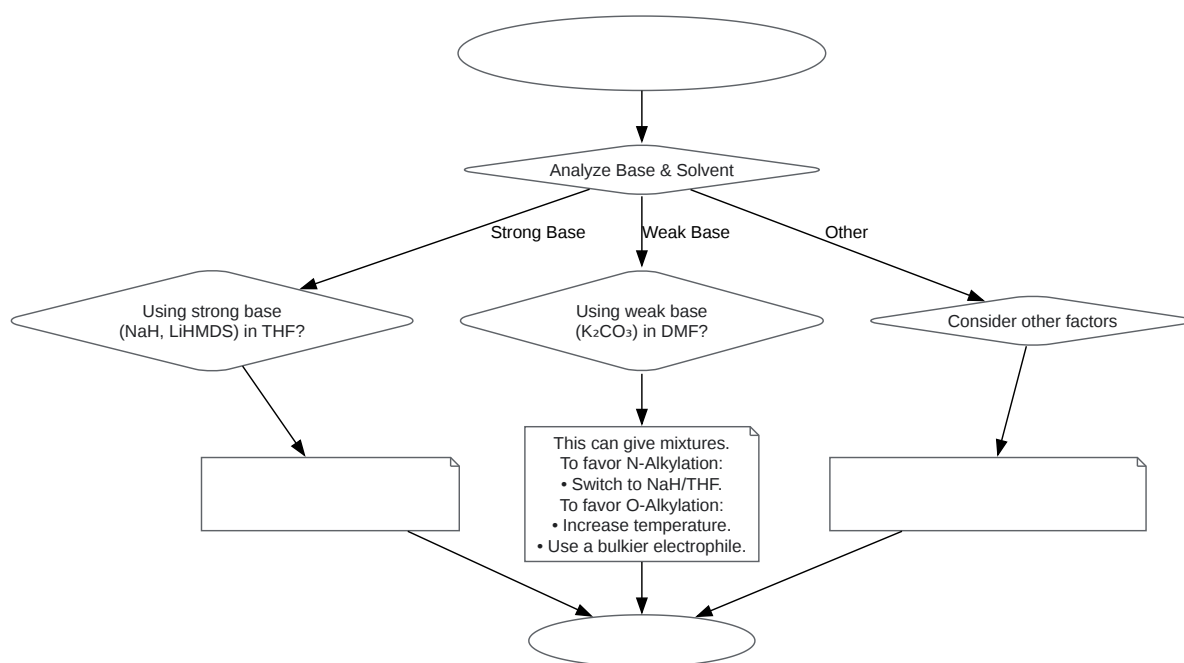 Analyze Base & Solvent
Strong Base
Weak Base
Other
Using strong base
(NaH, LiHMDS) in THF?
Using weak base
(K₂CO₃) in DMF?
Consider other factors
This can give mixtures.
To favor N-Alkylation:
• Switch to NaH/THF.
To favor O-Alkylation:
• Increase temperature.
• Use a bulkier electrophile.